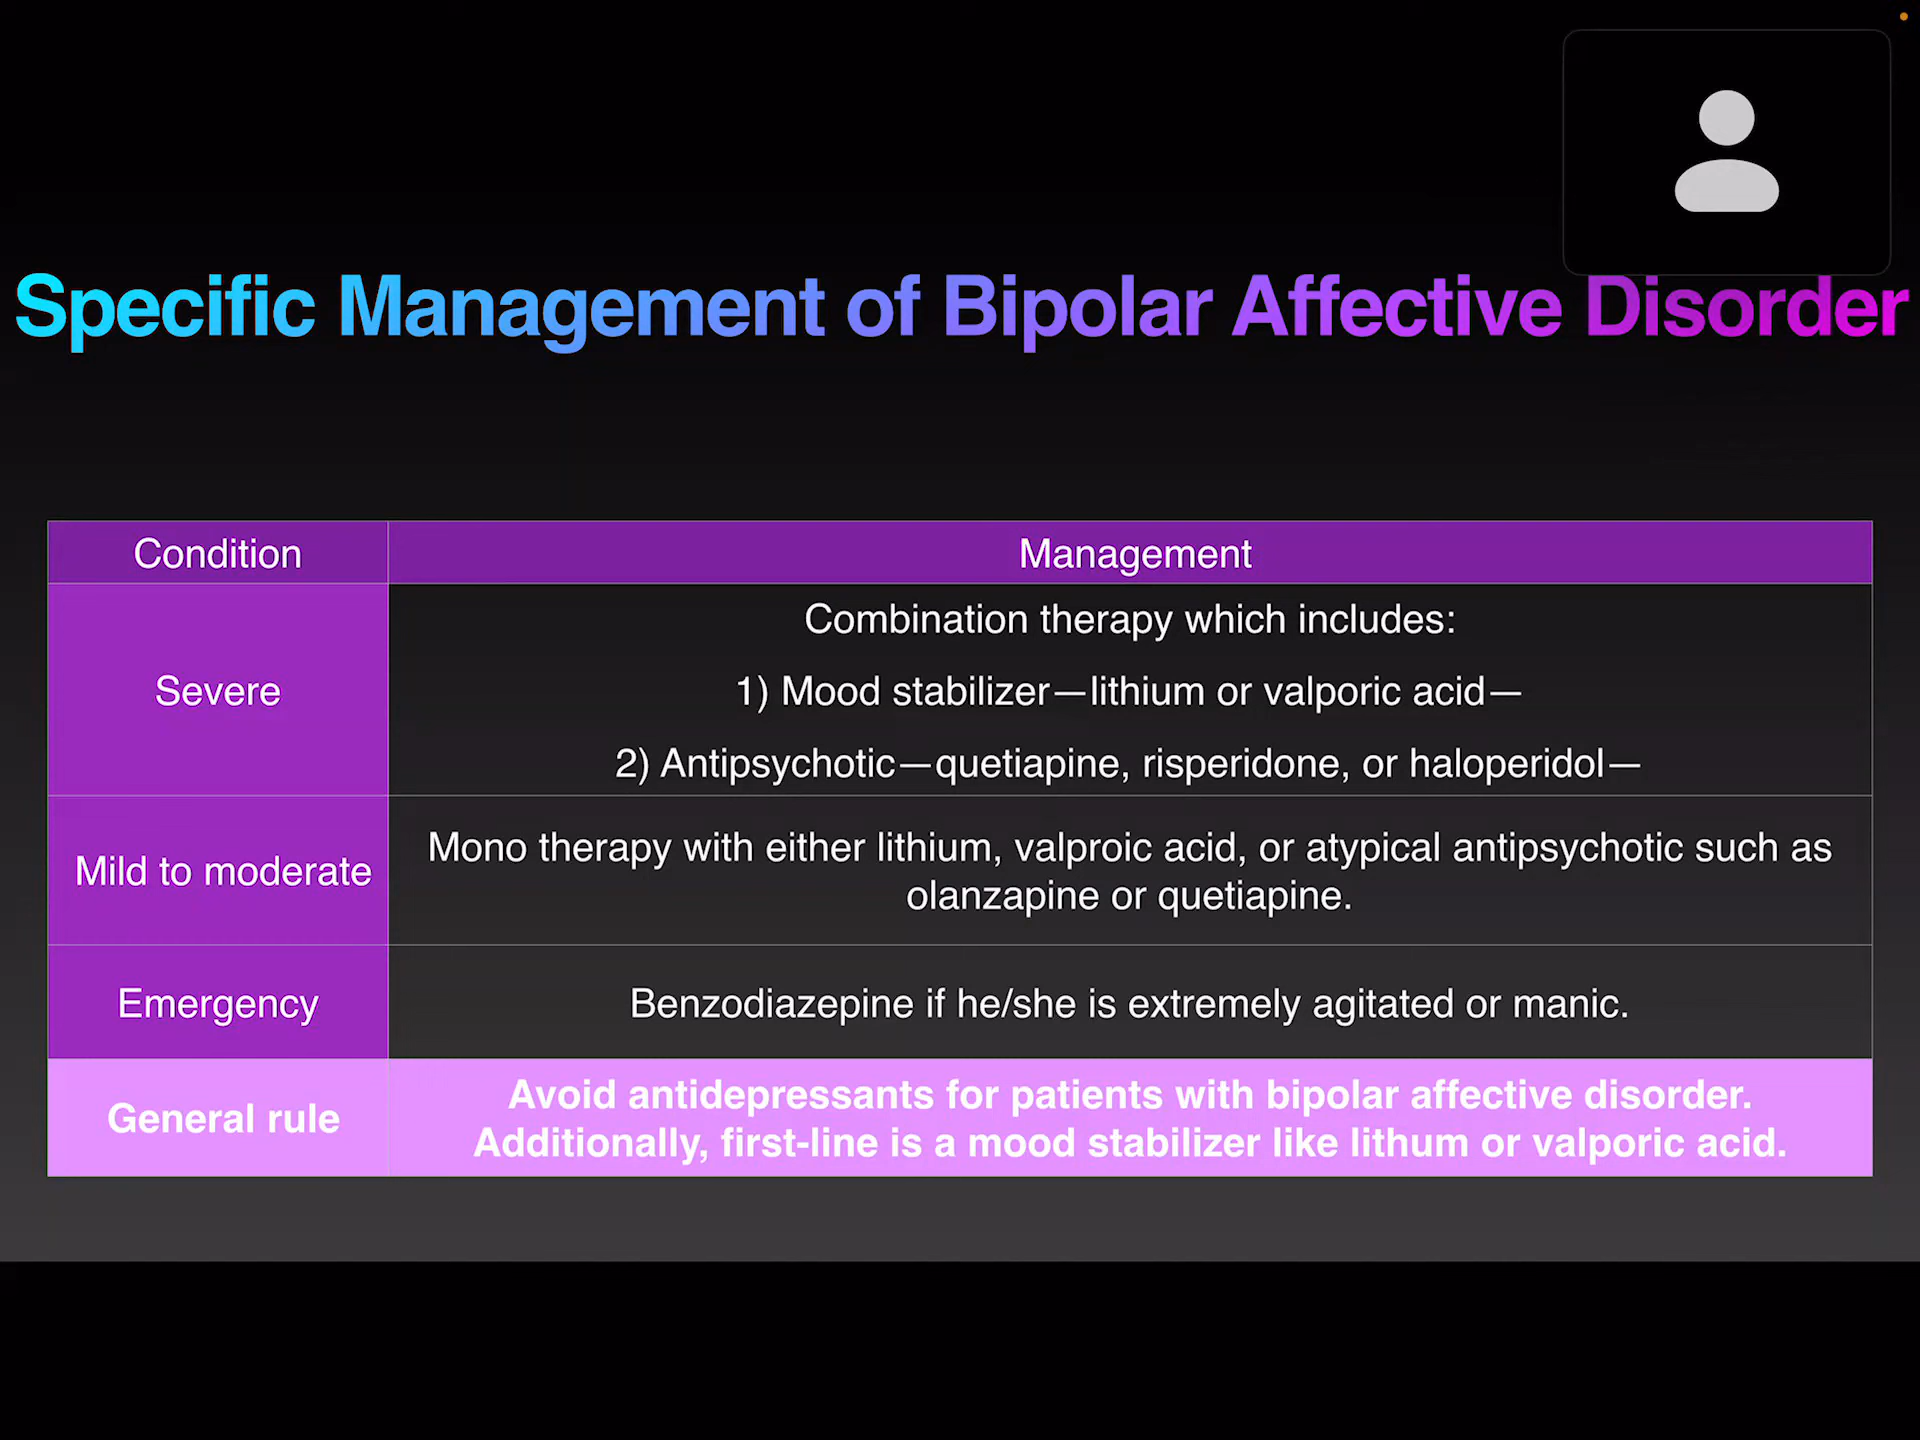 Specific Management of Bipolar Affective Disorder
Condition
Management
Severe
Combination therapy which includes:
1) Mood stabilizer—lithium or valporic acid—
2) Antipsychotic—quetiapine, risperidone, or haloperidol—
Mild to moderate
Mono therapy with either lithium, valproic acid, or atypical antipsychotic such as
olanzapine or quetiapine.
Emergency
Benzodiazepine if he/she is extremely agitated or manic.
General rule
Avoid antidepressants for patients with bipolar affective disorder.
Additionally, first-line is a mood stabilizer like lithum or valporic acid.